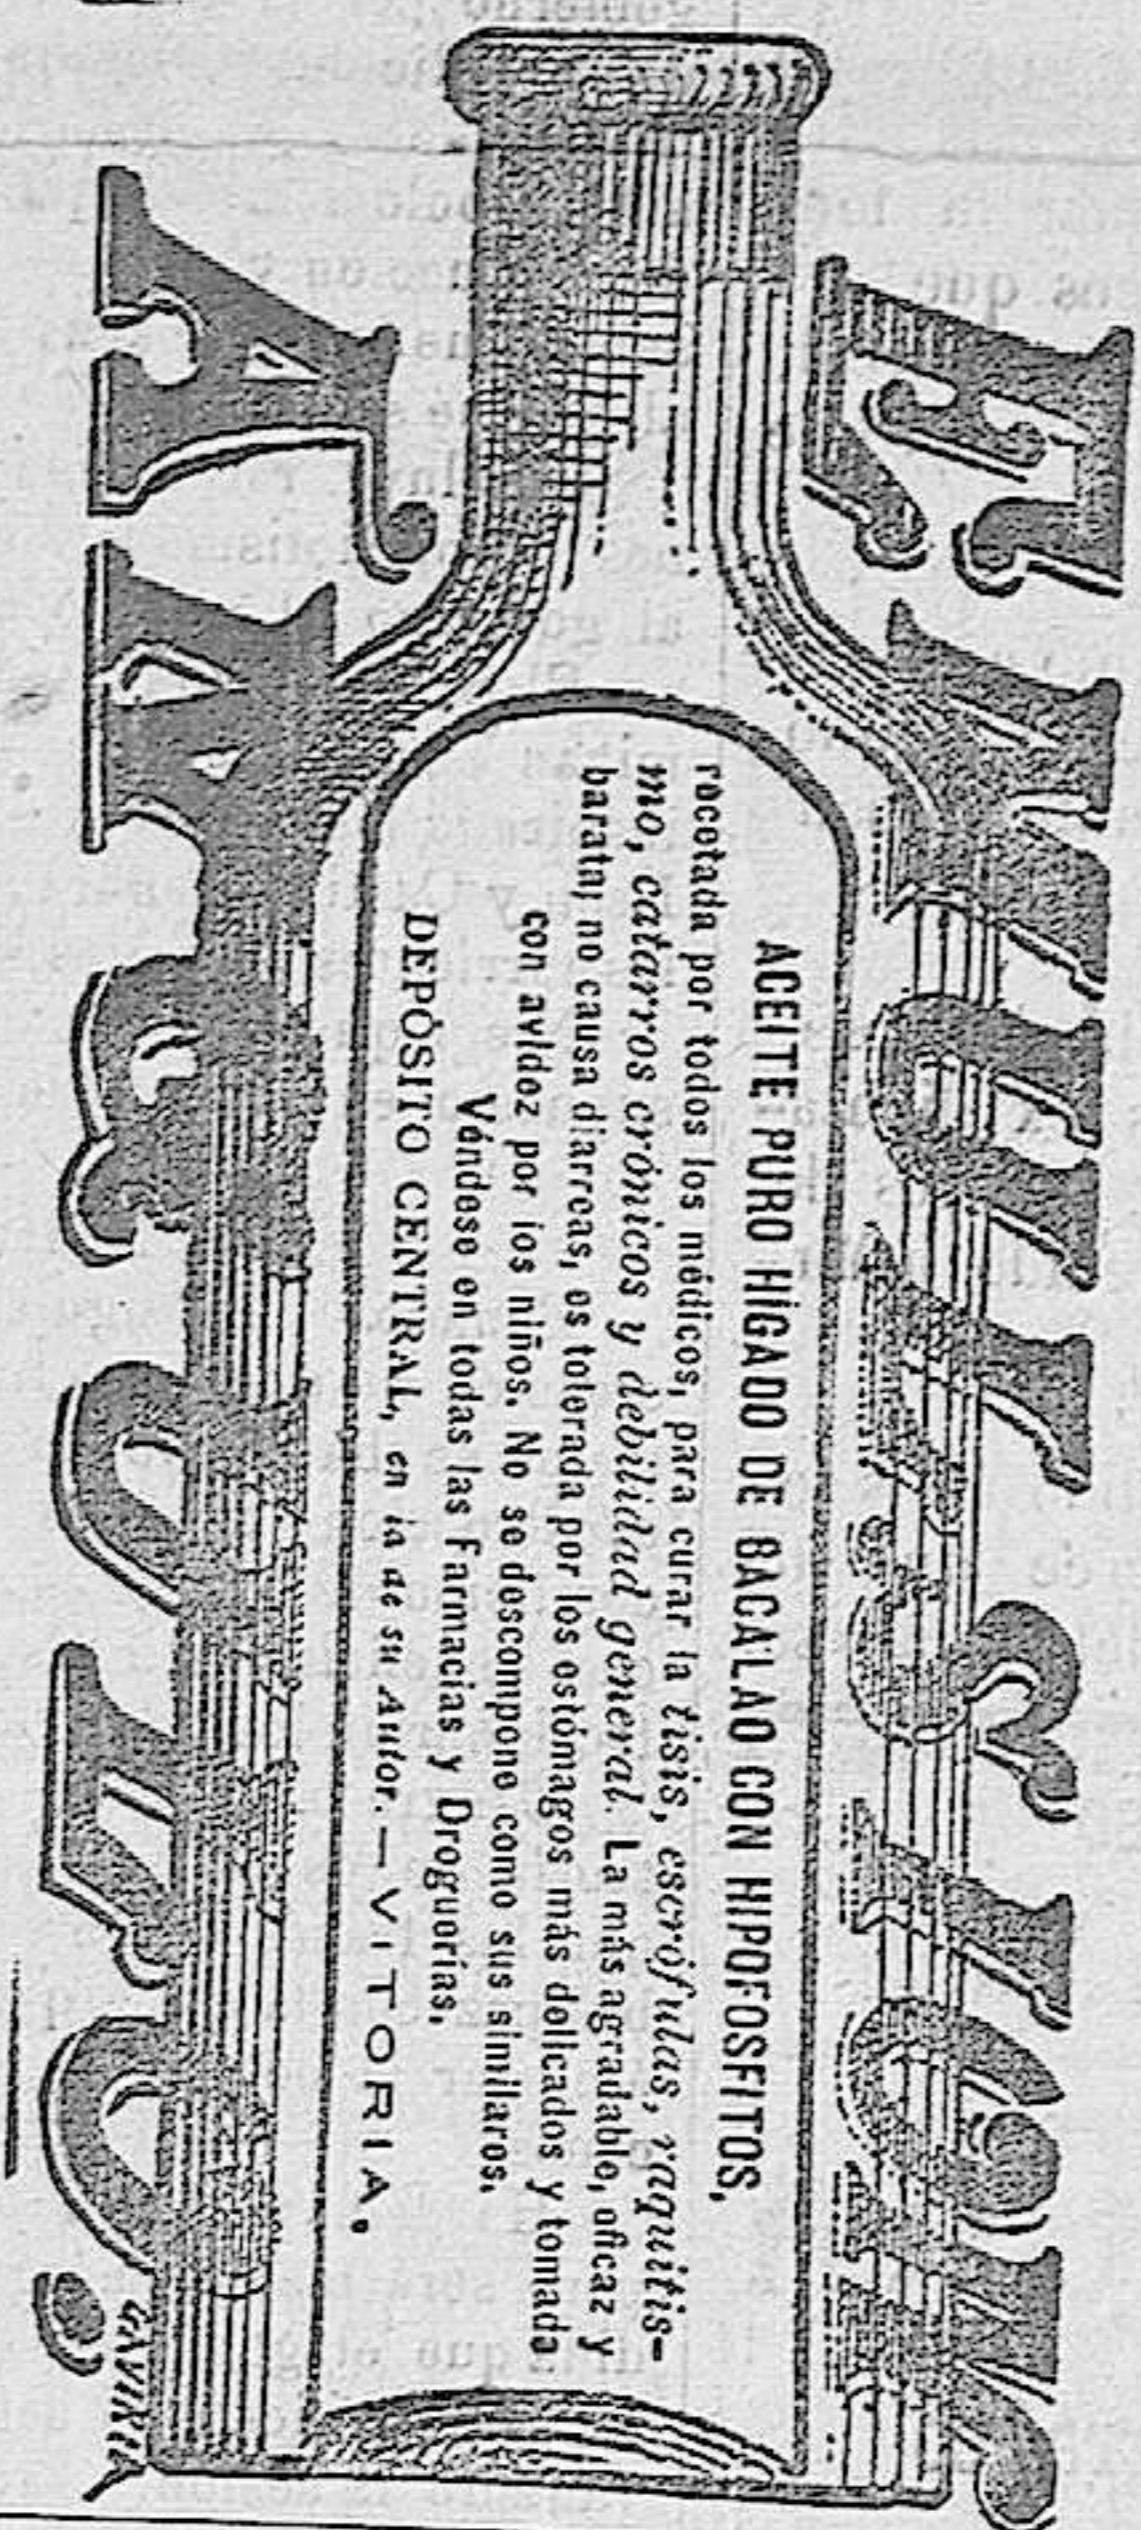 EMULSIÓN
ACEITE PURO HÍGADO DE BACALAO CON HIPOFOSFITOS,
recetada por todos los médicos, para curar la tisis, escrófulas, raquitis-
mo, catarros crónicos y debilidad general. La más agradable, eficaz y
barata; no causa diarreas, es tolerada por los estómagos más delicados y tomada
con avidez por los niños. No se descompone como sus similares.
Véndese en todas las Farmacias y Droguerías.
DEPÓSITO CENTRAL, en la de su Autor.—VITORIA.